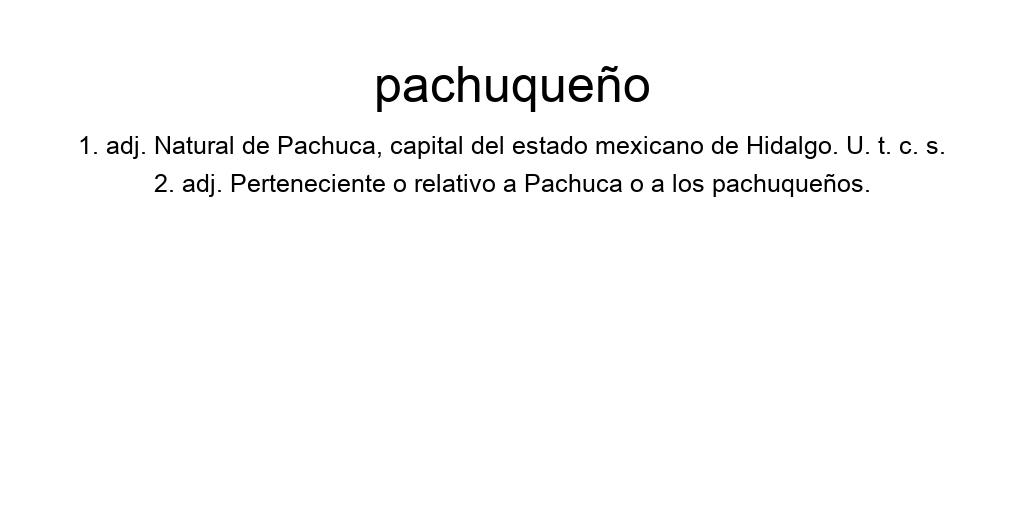 pachuqueño
1. adj. Natural de Pachuca, capital del estado mexicano de Hidalgo. U. t. c. s.
2. adj. Perteneciente o relativo a Pachuca o a los pachuqueños.